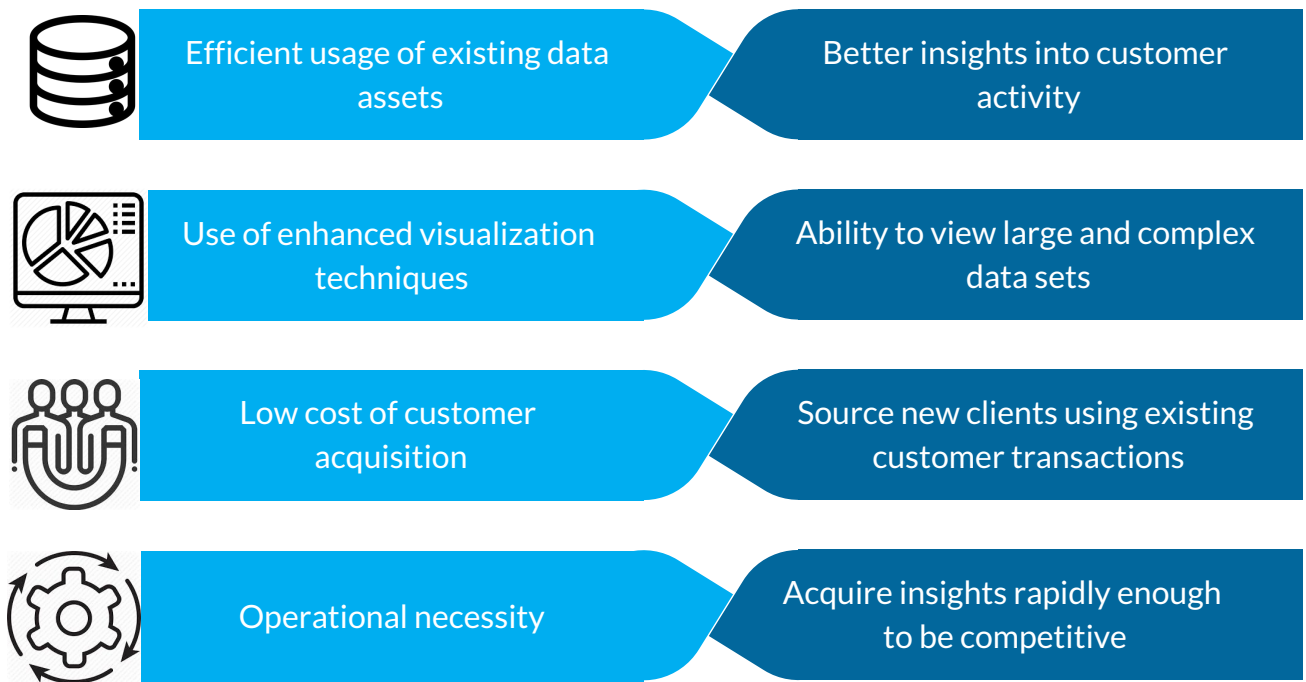 Efficient usage of existing data
assets
Better insights into customer
activity
Use of enhanced visualization
techniques
Ability to view large and complex
data sets
Low cost of customer
acquisition
Source new clients using existing
customer transactions
Operational necessity
Acquire insights rapidly enough
to be competitive